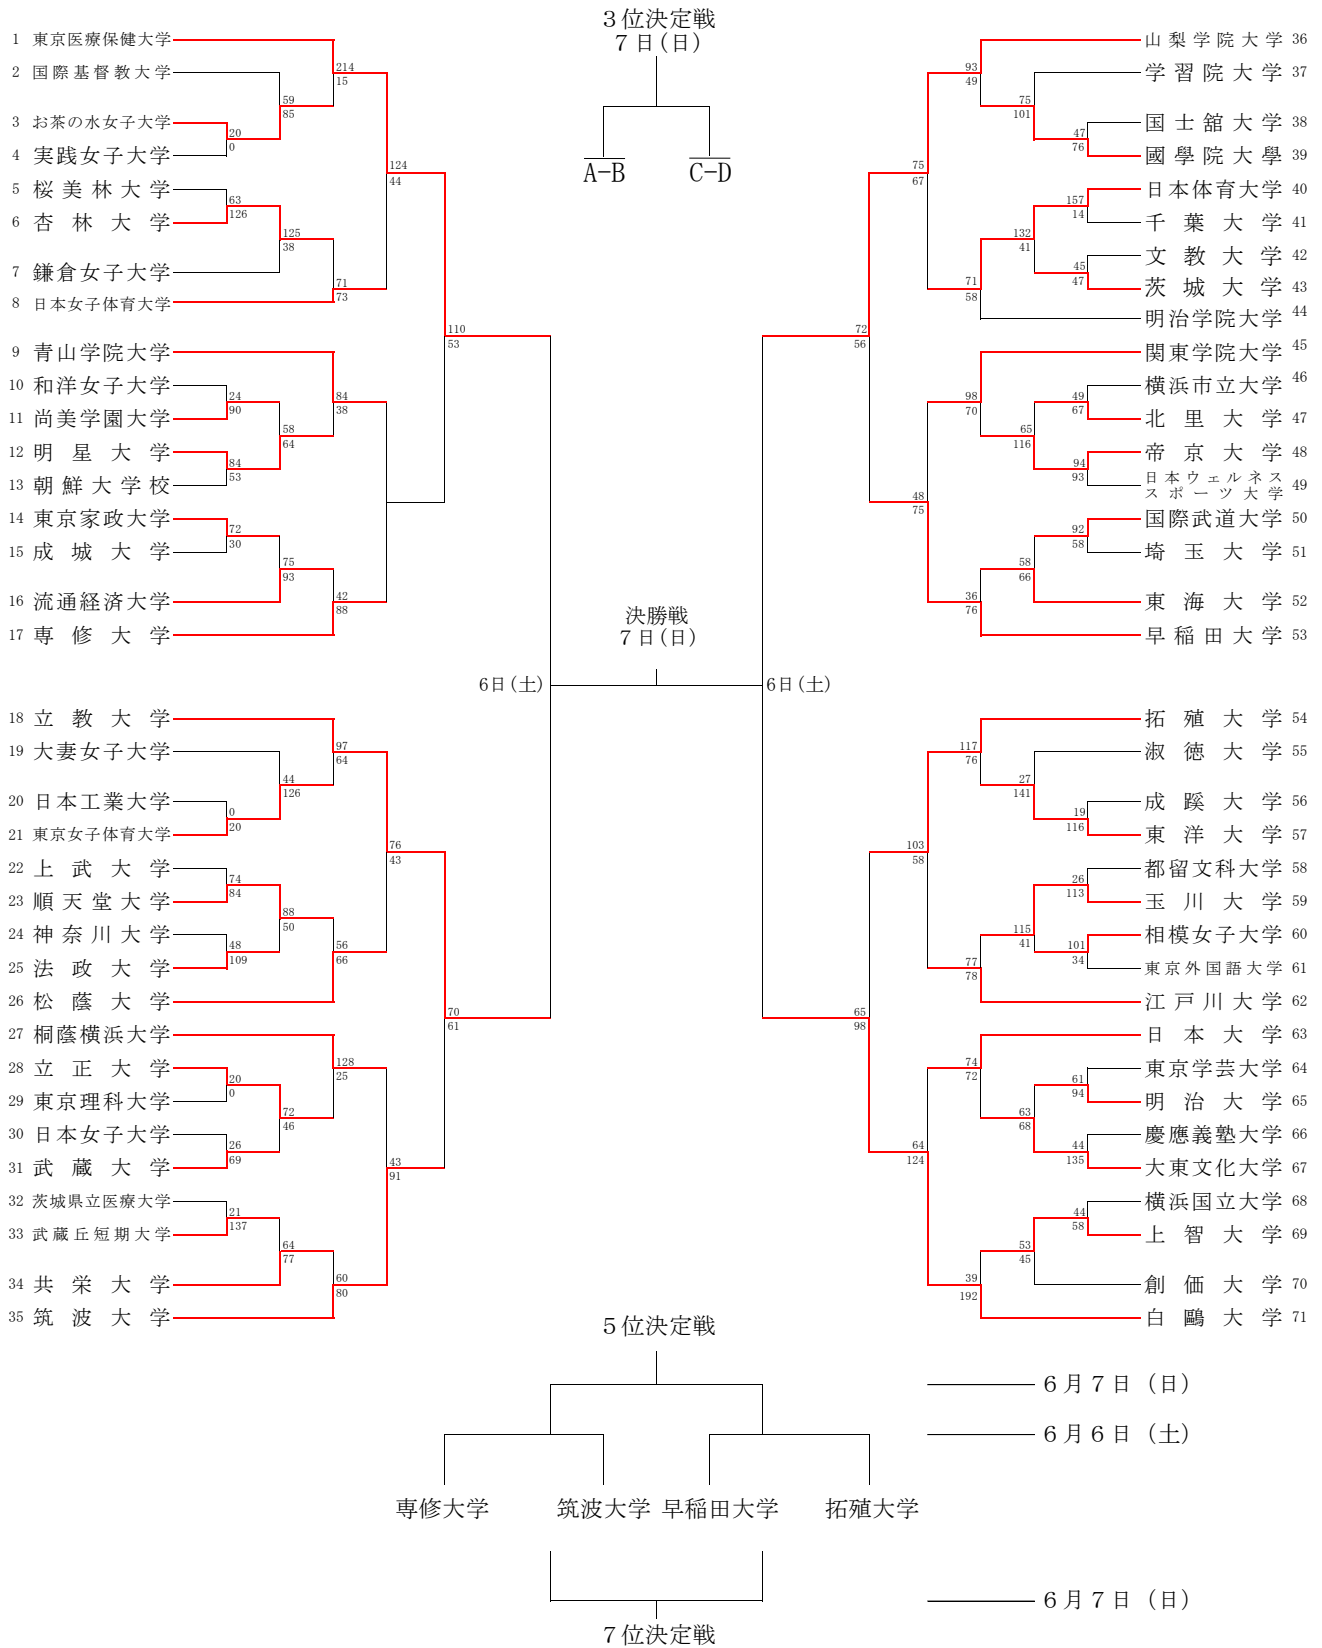 ３位決定戦
７日(日)
A-B
C-D
1 東京医療保健大学
2 国際基督教大学
3 お茶の水女子大学
4 実践女子大学
5 桜美林大学
6 杏林大学
7 鎌倉女子大学
8 日本女子体育大学
9 青山学院大学
10 和洋女子大学
11 尚美学園大学
12 明星大学
13 朝鮮大学校
14 東京家政大学
15 成城大学
16 流通経済大学
17 専修大学
214
15
59
85
20
0
124
44
63
126
125
38
71
73
110
53
84
38
24
90
58
64
84
53
72
30
75
93
42
88
18 立教大学
19 大妻女子大学
20 日本工業大学
21 東京女子体育大学
22 上武大学
23 順天堂大学
24 神奈川大学
25 法政大学
26 松蔭大学
27 桐蔭横浜大学
28 立正大学
29 東京理科大学
30 日本女子大学
31 武蔵大学
32 茨城県立医療大学
33 武蔵丘短期大学
34 共栄大学
35 筑波大学
97
64
44
126
0
20
76
43
74
84
88
50
48
109
56
66
70
61
128
25
20
0
72
46
26
69
43
91
21
137
64
77
60
80
決勝戦
７日(日)
6日(土)
6日(土)
山梨学院大学 36
学習院大学 37
国士舘大学 38
國學院大學 39
日本体育大学 40
千葉大学 41
文教大学 42
茨城大学 43
明治学院大学 44
関東学院大学 45
横浜市立大学 46
北里大学 47
帝京大学 48
日本ウェルネス
スポーツ大学 49
国際武道大学 50
埼玉大学 51
東海大学 52
早稲田大学 53
93
49
75
101
47
76
75
67
157
14
132
41
45
47
71
58
72
56
98
70
49
67
65
116
94
93
48
75
92
58
58
66
36
76
拓殖大学 54
淑徳大学 55
成蹊大学 56
東洋大学 57
都留文科大学 58
玉川大学 59
相模女子大学 60
東京外国語大学 61
江戸川大学 62
日本大学 63
東京学芸大学 64
明治大学 65
慶應義塾大学 66
大東文化大学 67
横浜国立大学 68
上智大学 69
創価大学 70
白鷗大学 71
117
76
27
141
19
116
103
58
26
113
115
41
101
34
77
78
65
98
74
72
61
94
63
68
44
135
64
124
44
58
53
45
39
192
５位決定戦
６月７日（日）
６月６日（土）
専修大学
筑波大学
早稲田大学
拓殖大学
６月７日（日）
７位決定戦